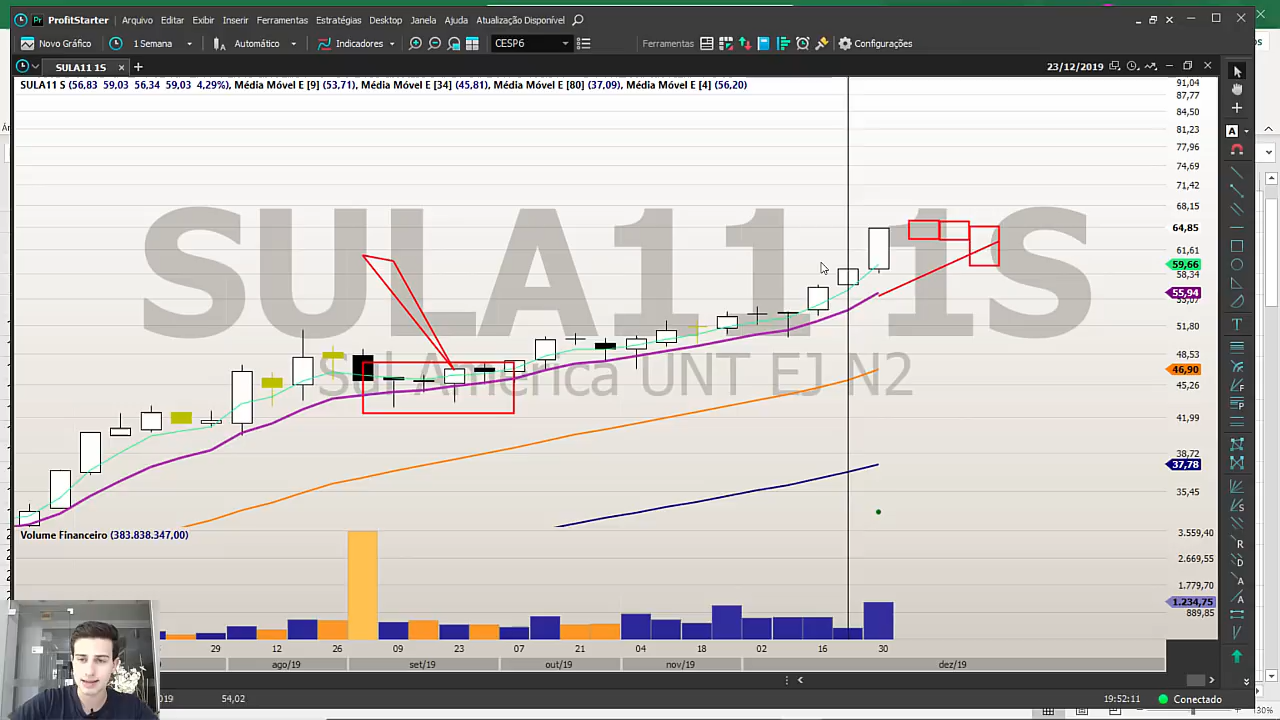 ProfitStarter Arquivo Editar Exibir Inserir Ferramentas Estratégias Desktop Janela Ajuda Atualização Disponível
Novo Gráfico 1 Semana Automático Indicadores CESP6 Ferramentas Configurações
SULA11 1S 23/12/2019
SULA11 S (56,83 59,03 56,34 59,03 4,29%), Média Móvel E [9] (53,71), Média Móvel E [34] (45,81), Média Móvel E [80] (37,09), Média Móvel E [4] (56,20)
91,04
87,77
84,50
81,23
77,96
74,69
71,42
68,15
64,85
61,61
59,66
58,34
55,94
51,80
48,53
46,90
45,26
41,99
38,72
37,78
35,45
SULA11 1S
Sul America UNT EJ N2
Volume Financeiro (383.838.347,00)
3.559,40
2.669,55
1.779,70
1.234,75
889,85
29 12 26 09 23 07 21 04 18 02 16 30
ago/19 set/19 out/19 nov/19 dez/19
2019 54,02 19:52:11 Conectado
30%